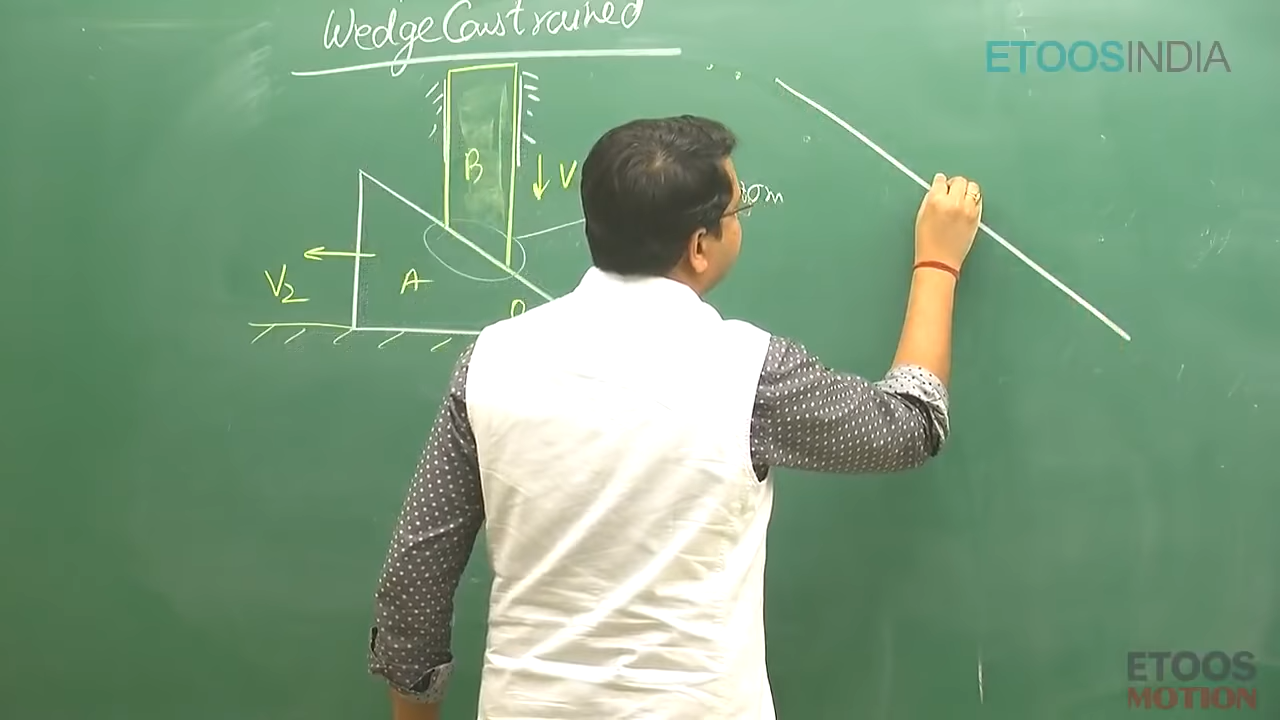 Wedge Constrained
ETOOSINDIA
B
V
V2
A
θ
ETOOS
MOTION